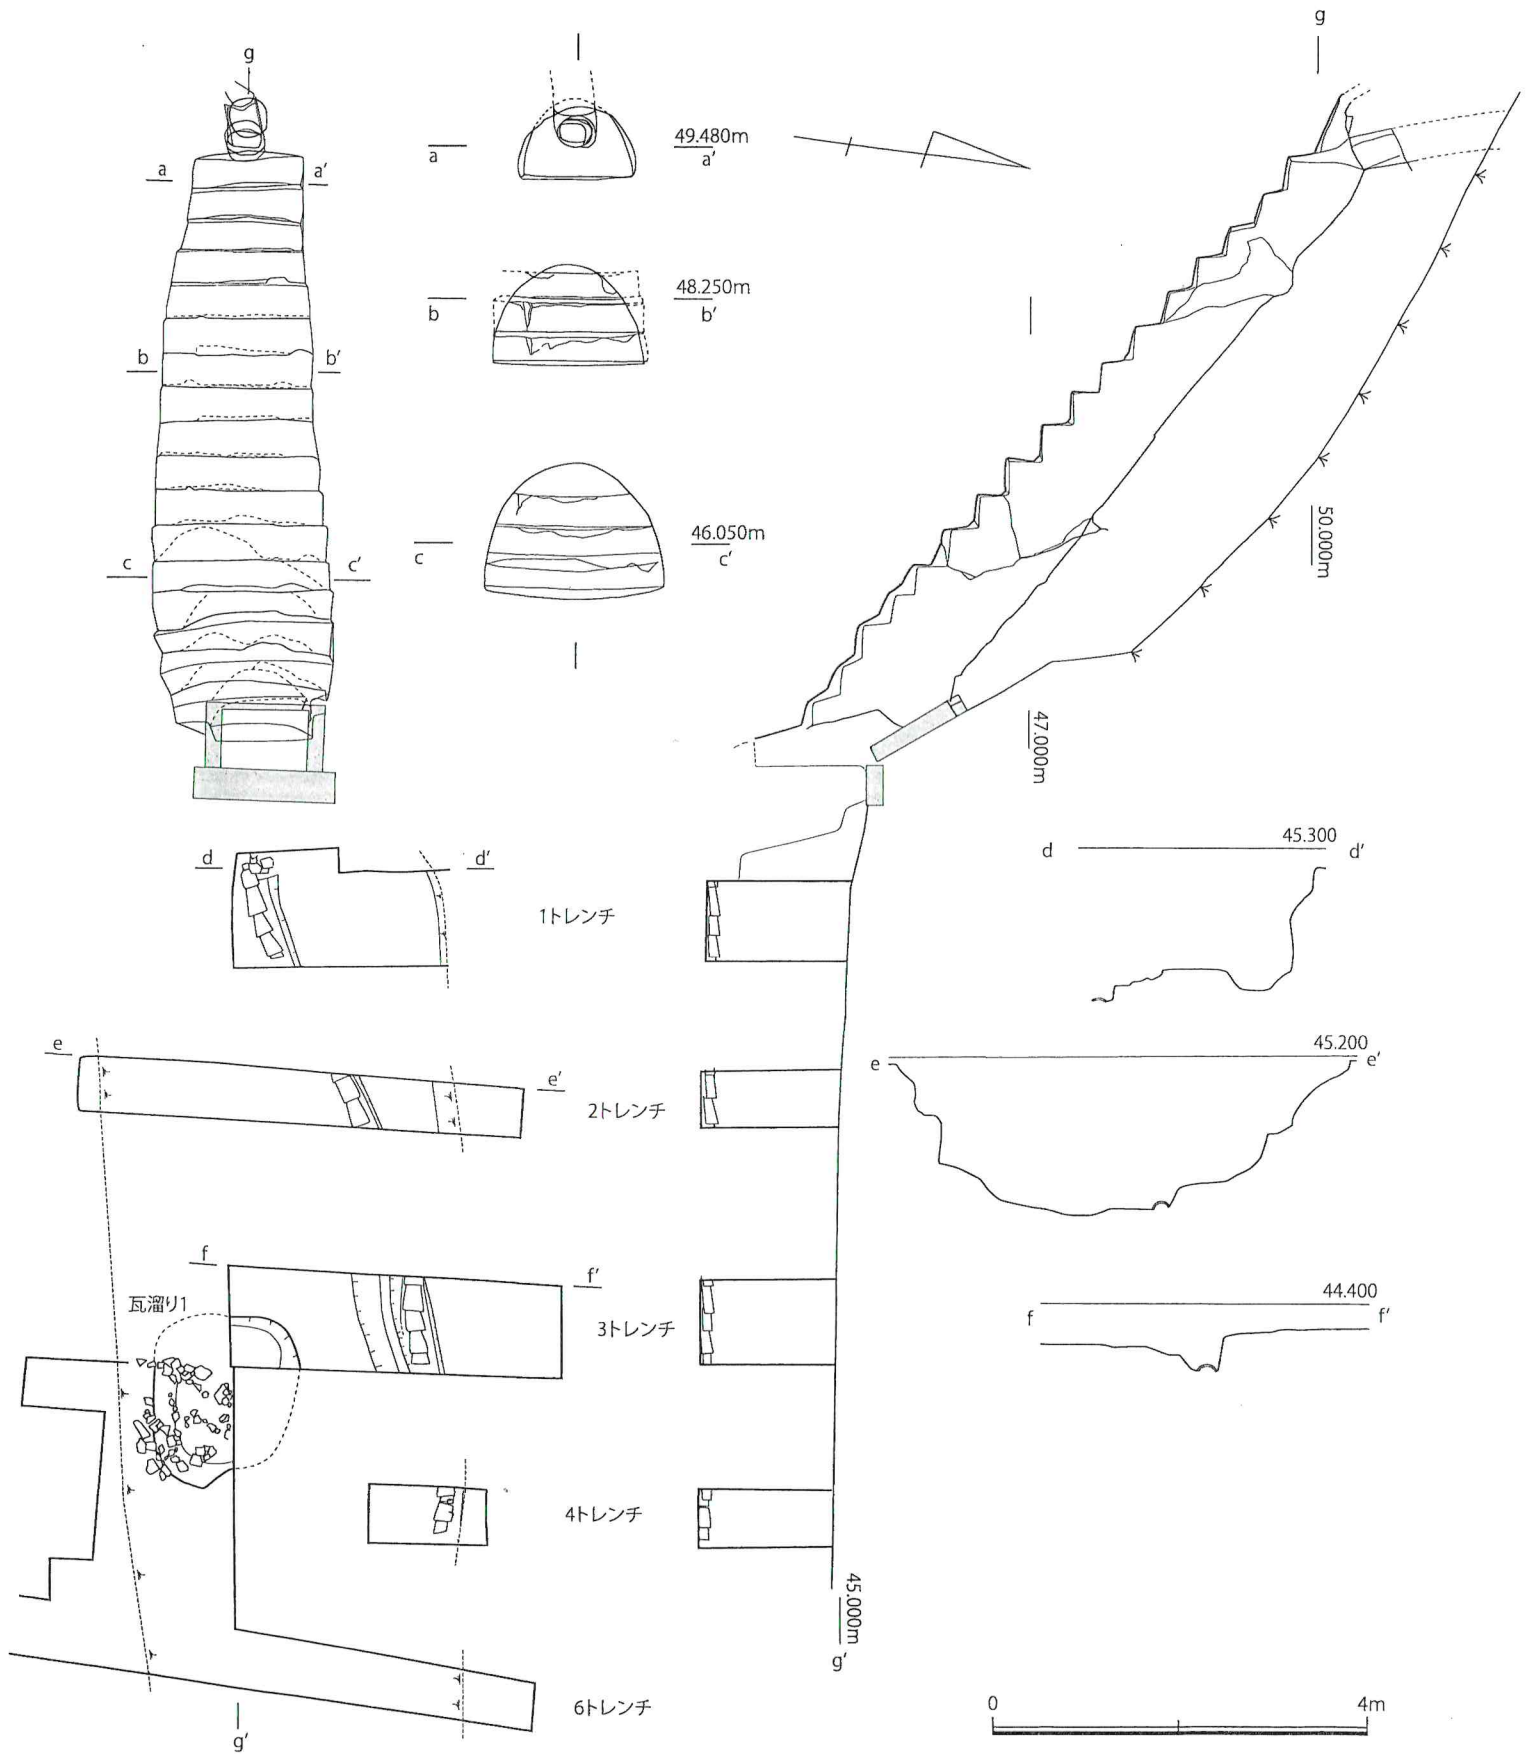 g
a
a′
b
b′
c
c′
a
49.480m
a′
b
48.250m
b′
c
46.050m
c′
g
50.000m
47.000m
d
d′
1トレンチ
e
e′
2トレンチ
f
f′
瓦溜り1
3トレンチ
4トレンチ
6トレンチ
g′
45.000m
g′
d
45.300
d′
e
45.200
e′
f
44.400
f′
0
4m